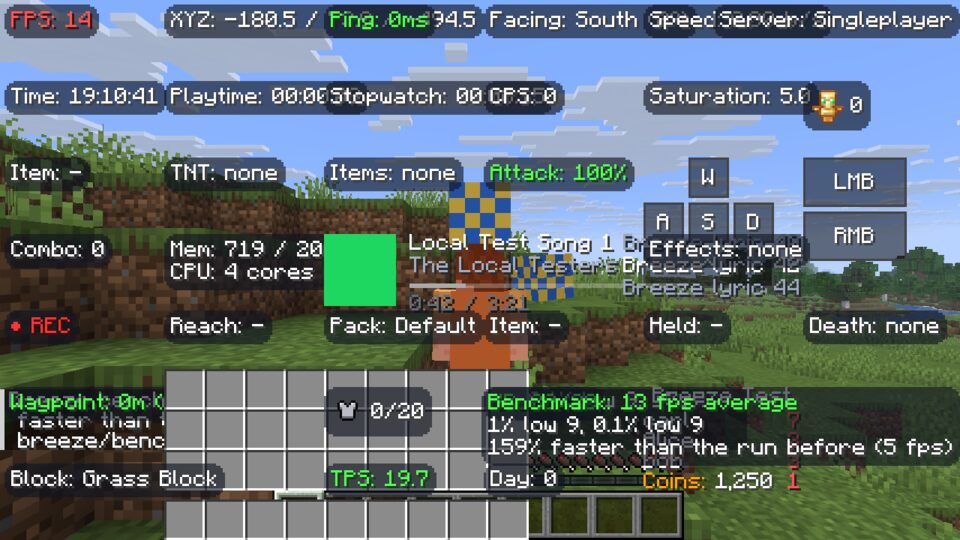 FPS: 14
XYZ: -180.5 /
Ping: 0ms
94.5
Facing: South
Speed
Server: Singleplayer
Time: 19:10:41
Playtime: 00:00
Stopwatch: 00
CPS: 0
Saturation: 5.0
0
Item: -
TNT: none
Items: none
Attack: 100%
W
LMB
A
S
D
RMB
Combo: 0
Mem: 719 / 20
CPU: 4 cores
Local Test Song 1
The Local Testers
0:42 / 3:21
Effects: none
Breeze lyric 42
Breeze lyric 44
REC
Reach: -
Pack: Default
Item: -
Held: -
Death: none
Waypoint: 0m
faster than
breeze/benc
0/20
Breeze Test
Benchmark: 13 fps average
1% low 9, 0.1% low 9
159% faster than the run before (5 fps)
Block: Grass Block
TPS: 19.7
Day: 0
Coins: 1,250
1